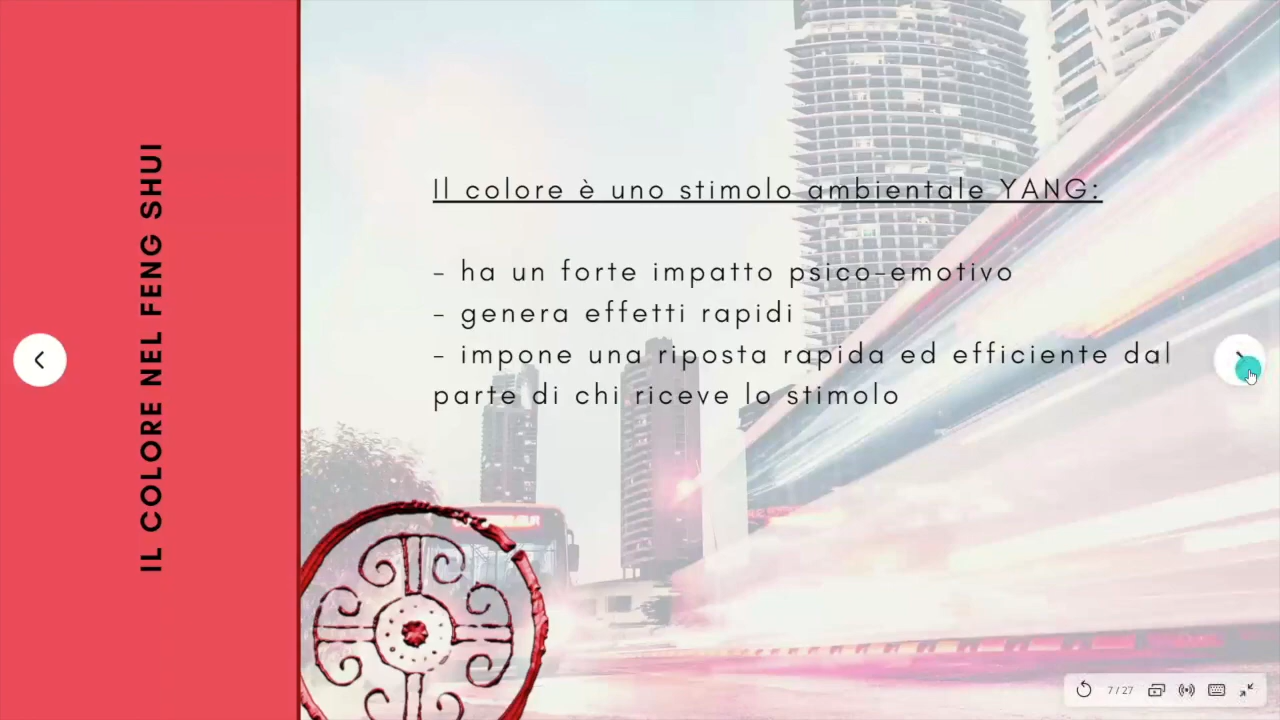 IL COLORE NEL FENG SHUI
Il colore è uno stimolo ambientale YANG:
- ha un forte impatto psico-emotivo
- genera effetti rapidi
- impone una riposta rapida ed efficiente dal
parte di chi riceve lo stimolo
7 / 27